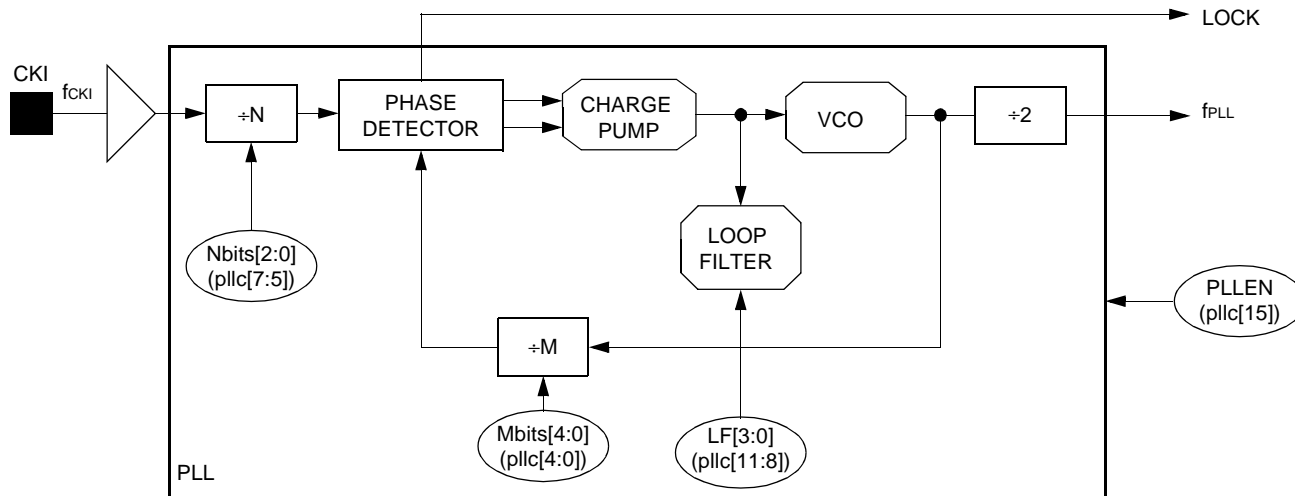 LOCK
CKI
fCKI
÷N
PHASE
DETECTOR
CHARGE
PUMP
VCO
÷2
fPLL
Nbits[2:0]
(pllc[7:5])
LOOP
FILTER
PLLEN
(pllc[15])
÷M
Mbits[4:0]
(pllc[4:0])
LF[3:0]
(pllc[11:8])
PLL